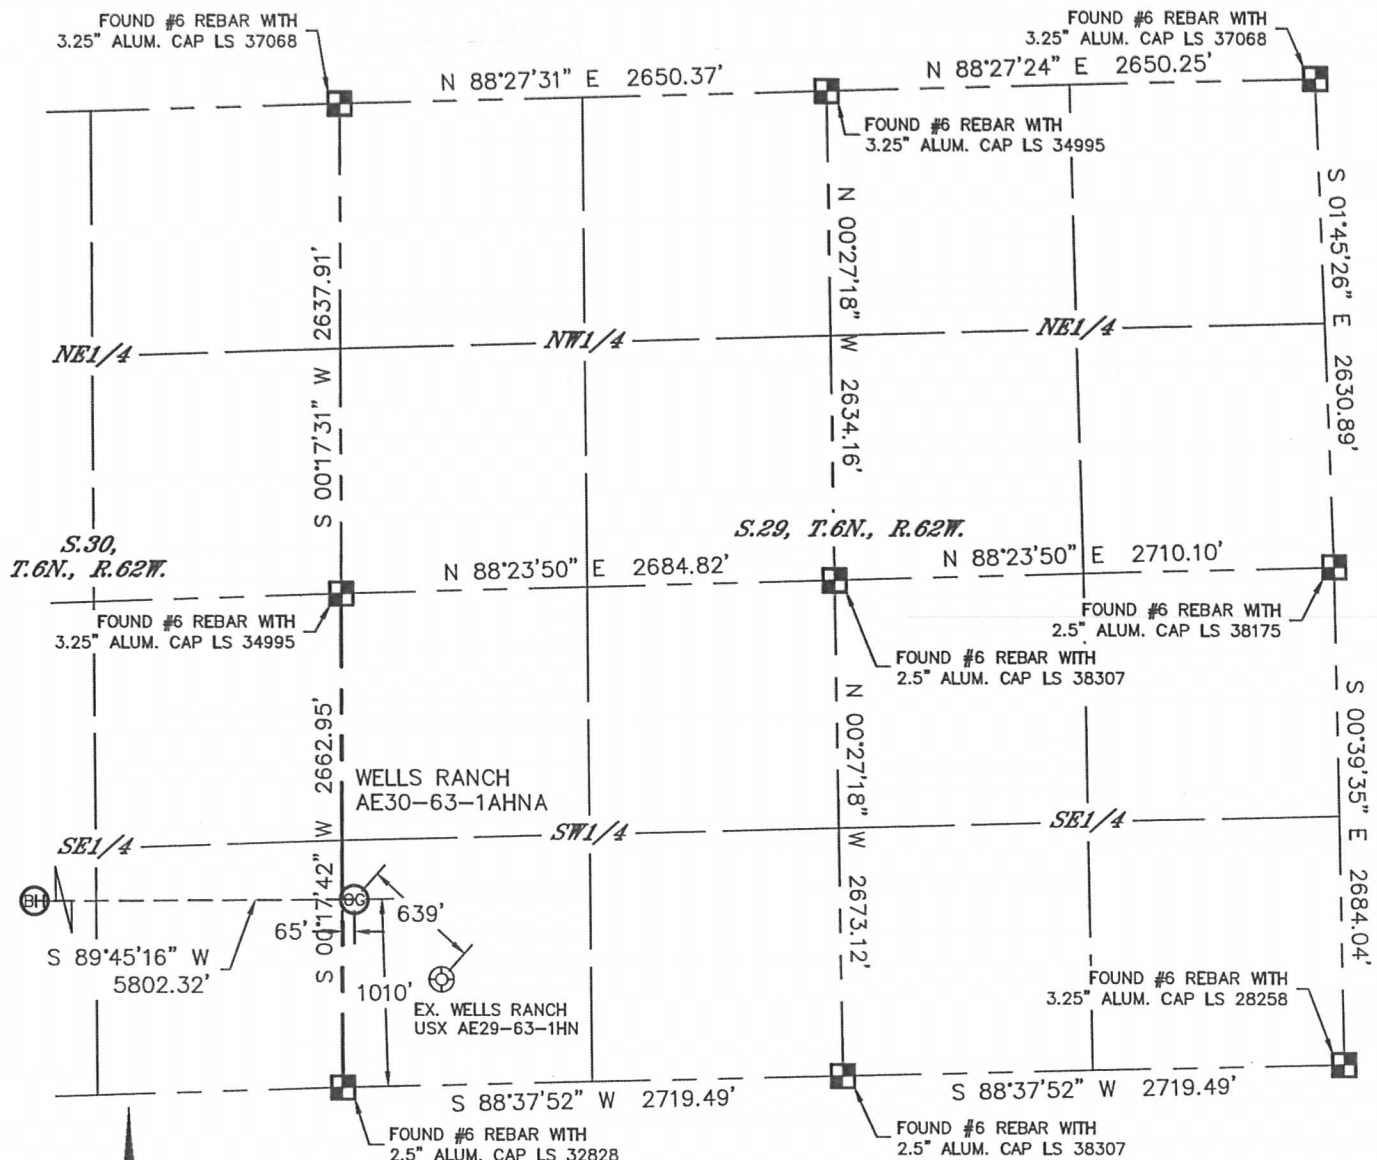 FOUND #6 REBAR WITH
3.25" ALUM. CAP LS 37068
FOUND #6 REBAR WITH
3.25" ALUM. CAP LS 37068
N 88°27'31" E 2650.37'
N 88°27'24" E 2650.25'
FOUND #6 REBAR WITH
3.25" ALUM. CAP LS 34995
S 00°17'31" W 2637.91'
N 00°27'18" W 2634.16'
S 01°45'26" E 2630.89'
NE1/4
NW1/4
NE1/4
S.30,
T.6N., R.62W.
S.29, T.6N., R.62W.
N 88°23'50" E 2684.82'
N 88°23'50" E 2710.10'
FOUND #6 REBAR WITH
3.25" ALUM. CAP LS 34995
FOUND #6 REBAR WITH
2.5" ALUM. CAP LS 38175
FOUND #6 REBAR WITH
2.5" ALUM. CAP LS 38307
S 00°17'42" W 2662.95'
N 00°27'18" W 2673.12'
S 00°39'35" E 2684.04'
WELLS RANCH
AE30-63-1AHNA
SE1/4
SW1/4
SE1/4
BH
OG
639'
65'
S 89°45'16" W
5802.32'
1010'
EX. WELLS RANCH
USX AE29-63-1HN
FOUND #6 REBAR WITH
3.25" ALUM. CAP LS 28258
S 88°37'52" W 2719.49'
S 88°37'52" W 2719.49'
FOUND #6 REBAR WITH
2.5" ALUM. CAP LS 32828
FOUND #6 REBAR WITH
2.5" ALUM. CAP LS 38307